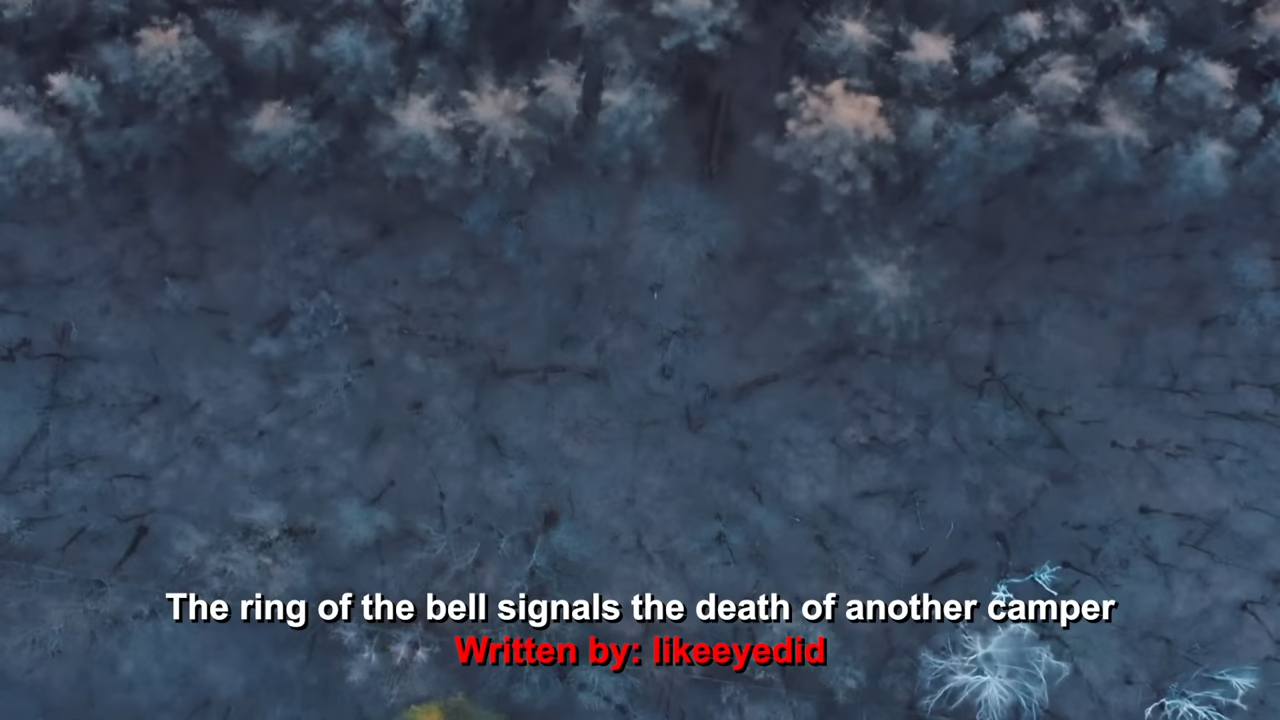 The ring of the bell signals the death of another camper
Written by: likeeyedid